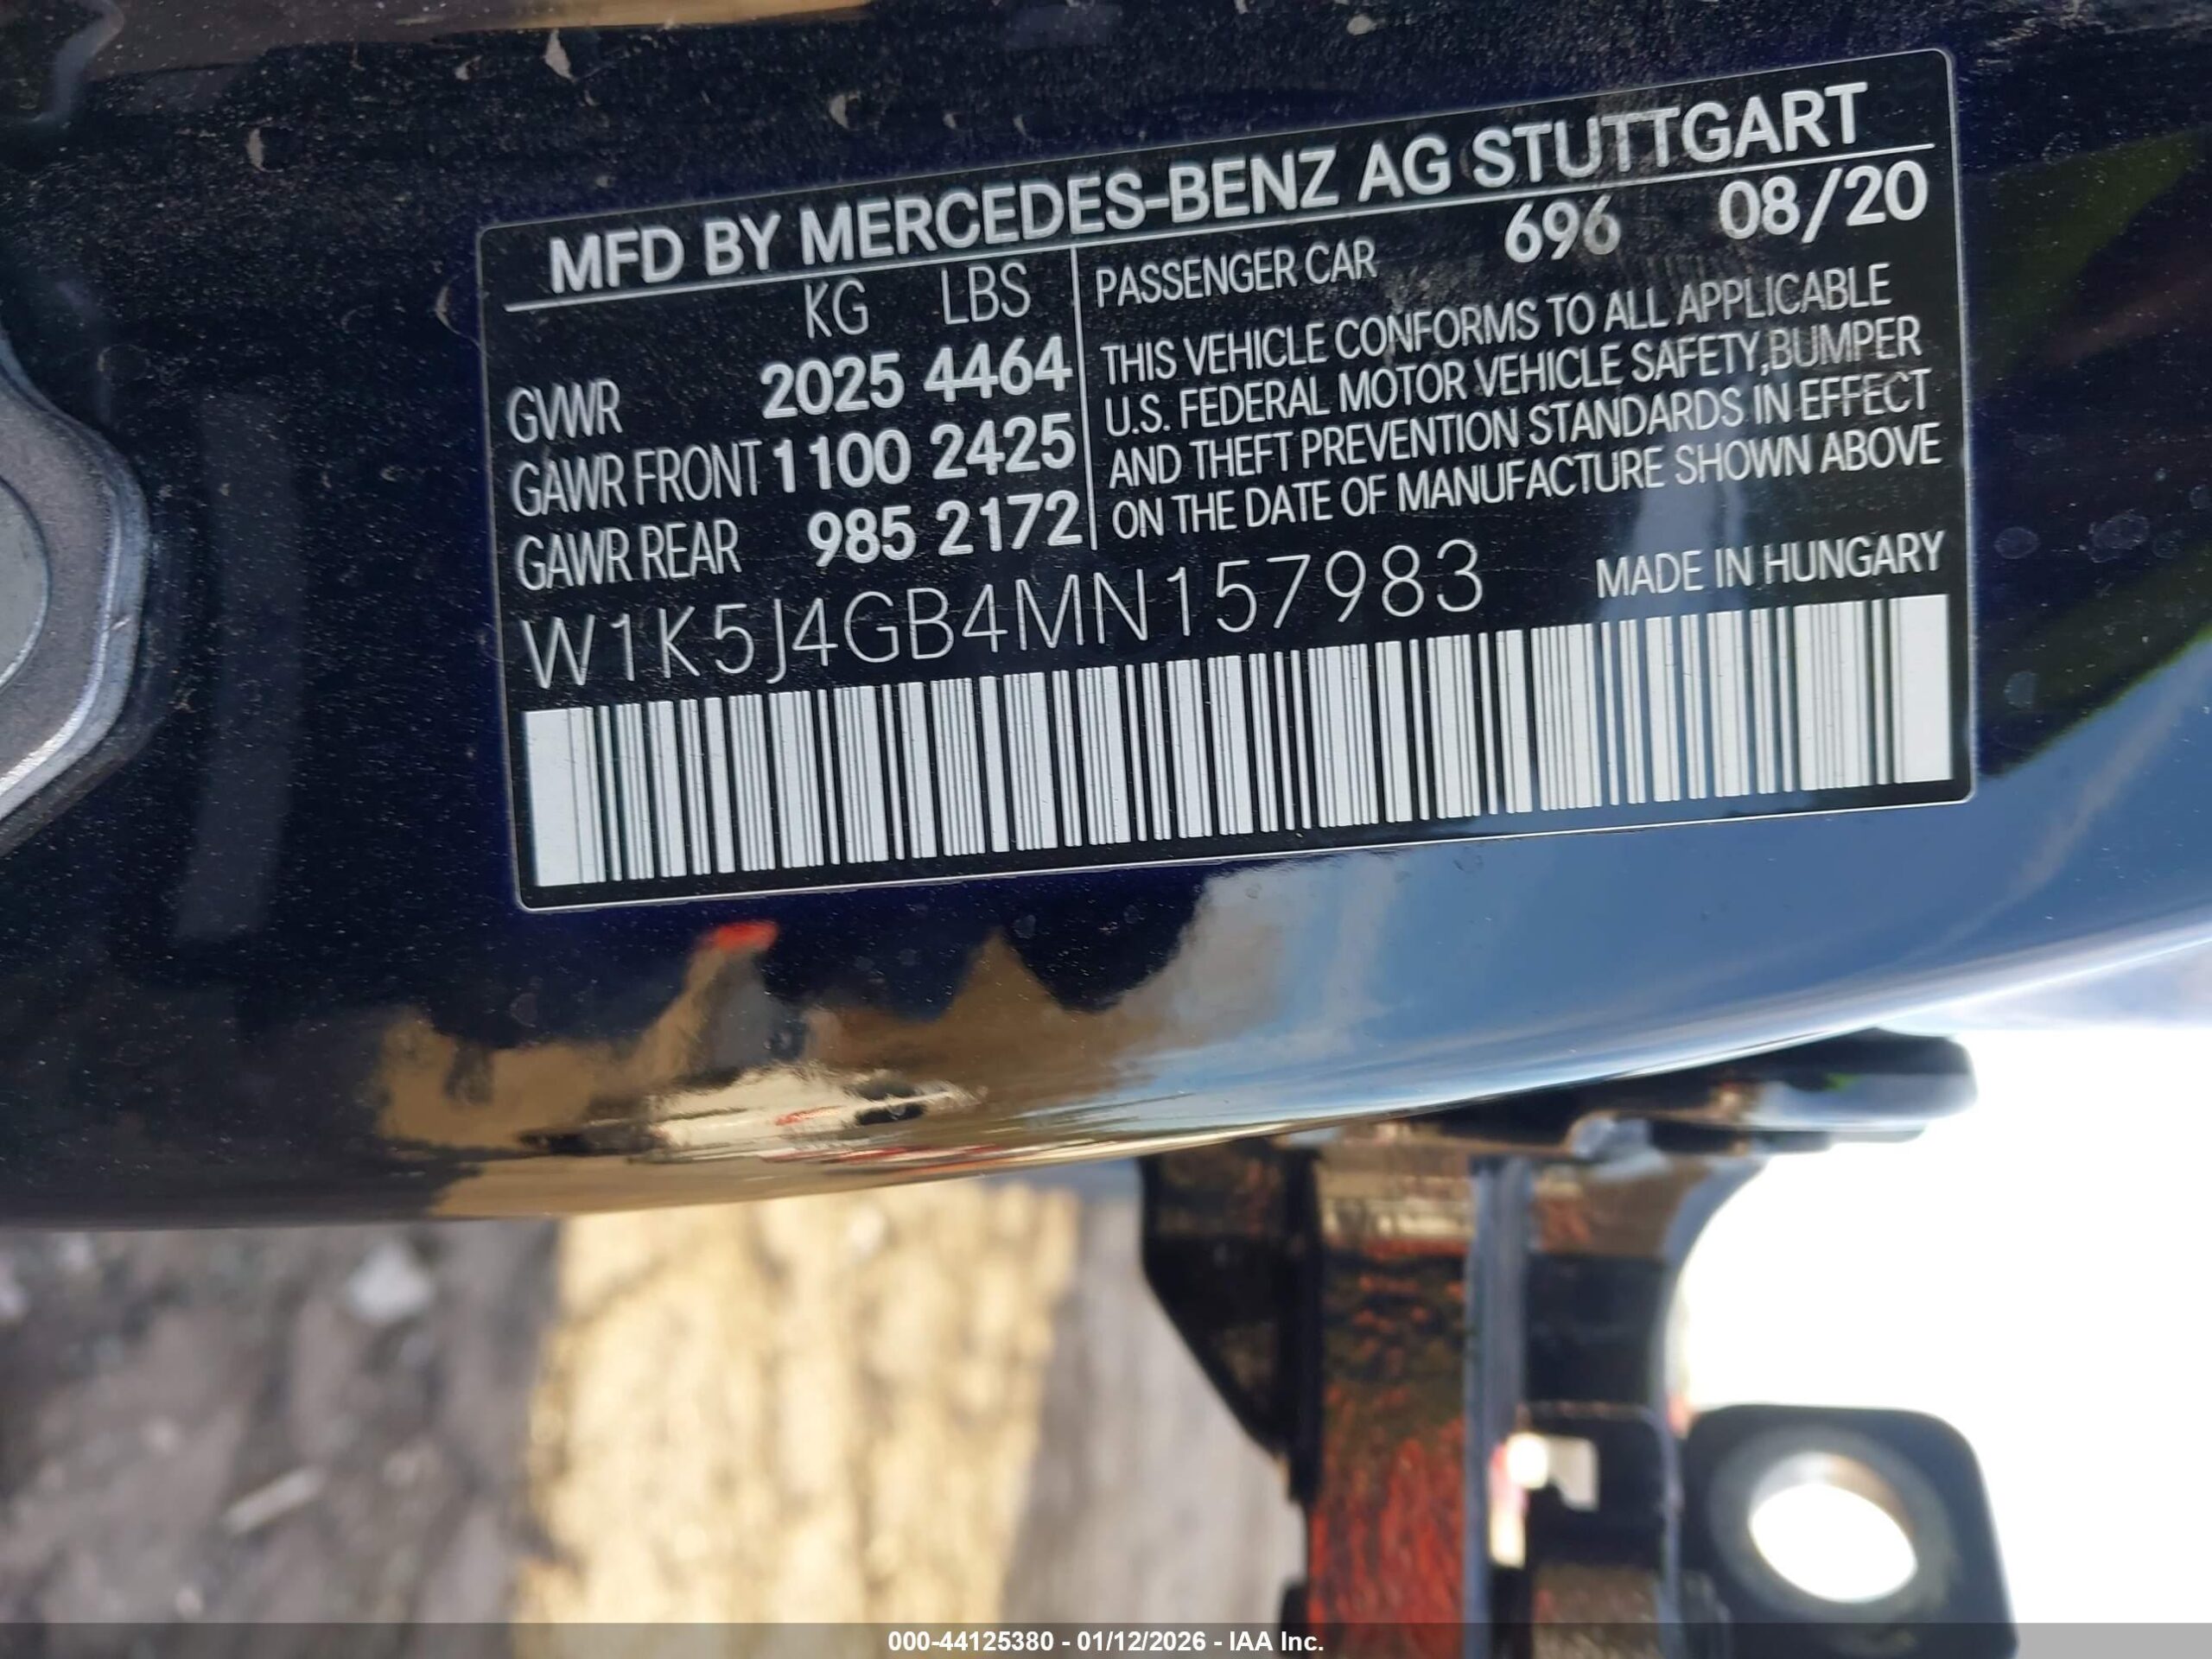 MFD BY MERCEDES-BENZ AG STUTTGART
KG LBS
GVWR 2025 4464
GAWR FRONT 1100 2425
GAWR REAR 985 2172
PASSENGER CAR 696 08/20
THIS VEHICLE CONFORMS TO ALL APPLICABLE
U.S. FEDERAL MOTOR VEHICLE SAFETY,BUMPER
AND THEFT PREVENTION STANDARDS IN EFFECT
ON THE DATE OF MANUFACTURE SHOWN ABOVE
W1K5J4GB4MN157983 MADE IN HUNGARY
000-44125380 - 01/12/2026 - IAA Inc.